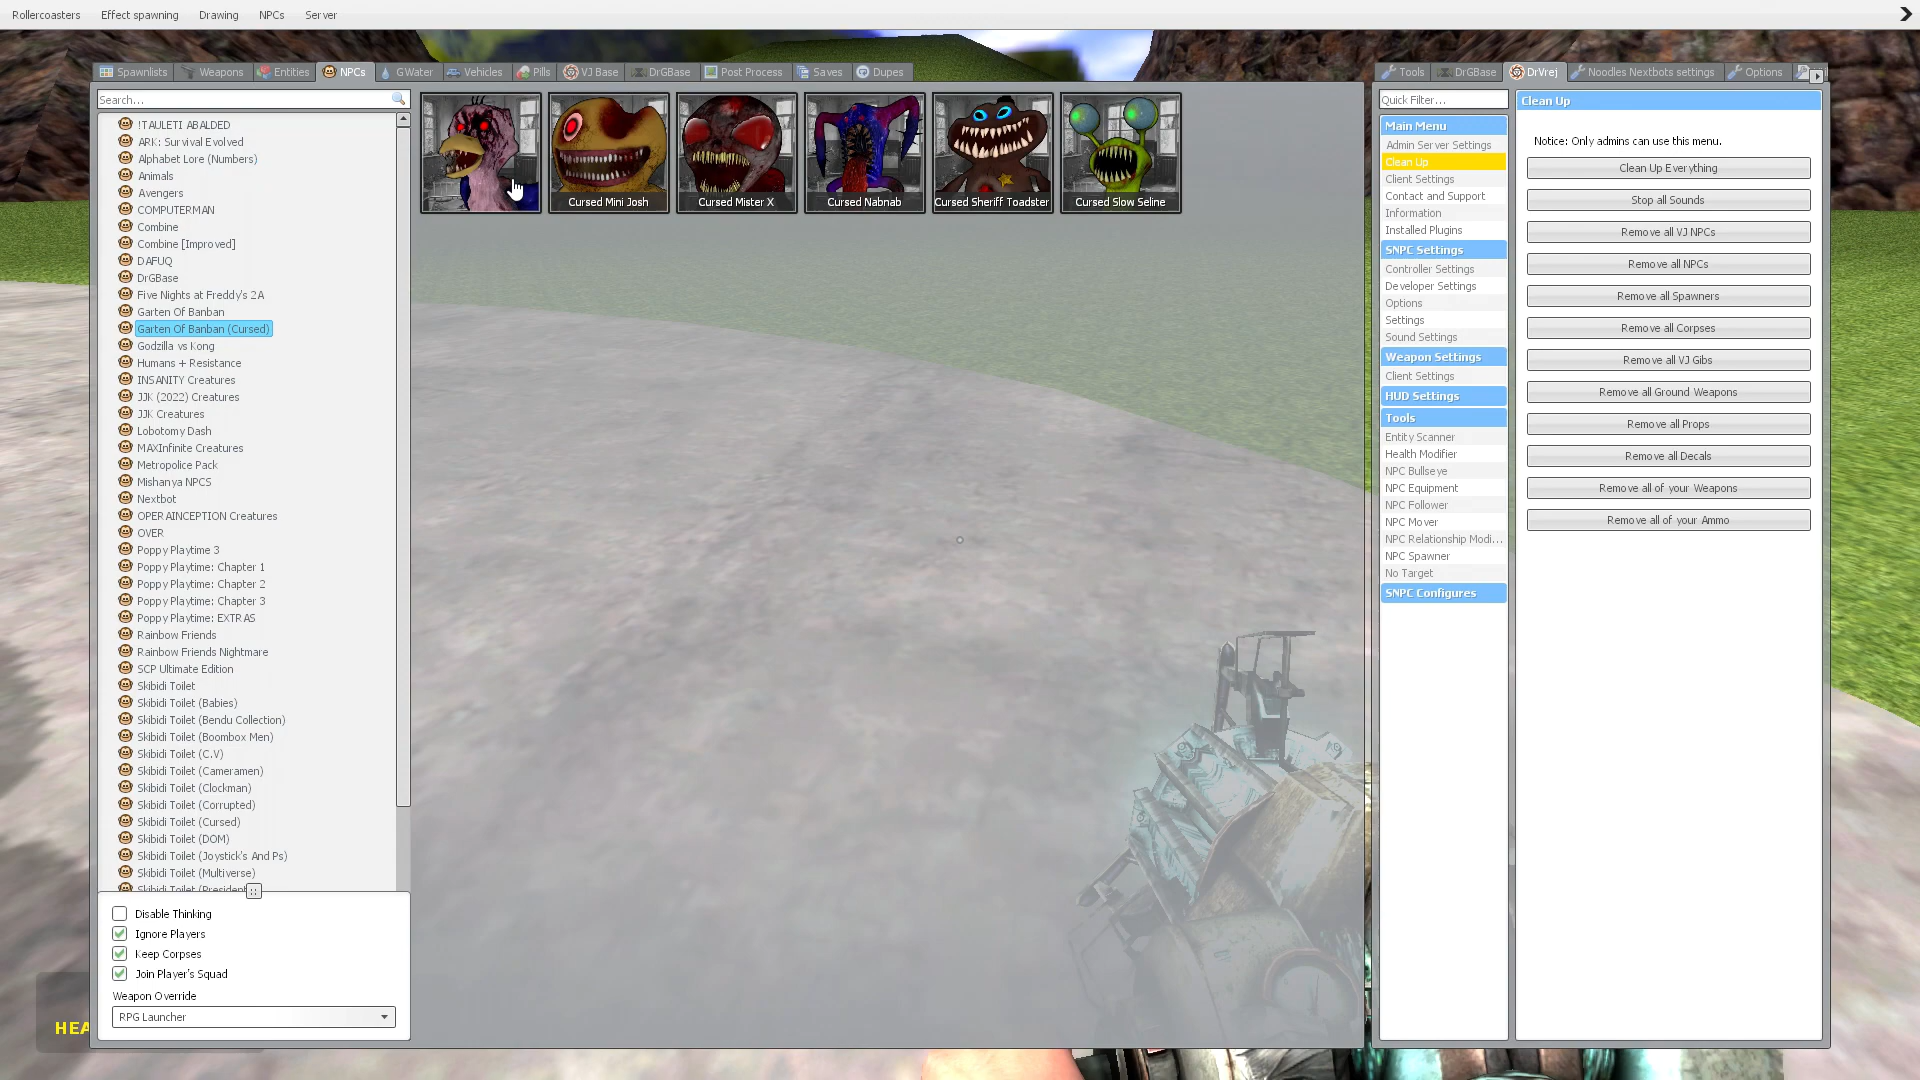 Rollercoasters Effect spawning Drawing NPCs Server
Spawnlists Weapons Entities NPCs GWater Vehicles Pills VJ Base DrGBase Post Process Saves Dupes
Search...
!TAULETI ABALDED
ARK: Survival Evolved
Alphabet Lore (Numbers)
Animals
Avengers
COMPUTERMAN
Combine
Combine [Improved]
DAFUQ
DrGBase
Five Nights at Freddy's 2A
Garten Of Banban
Garten Of Banban (Cursed)
Godzilla vs Kong
Humans + Resistance
INSANITY Creatures
JJK (2022) Creatures
JJK Creatures
Lobotomy Dash
MAXInfinite Creatures
Metropolice Pack
Mishanya NPCS
Nextbot
OPERAINCEPTION Creatures
OVER
Poppy Playtime 3
Poppy Playtime: Chapter 1
Poppy Playtime: Chapter 2
Poppy Playtime: Chapter 3
Poppy Playtime: EXTRAS
Rainbow Friends
Rainbow Friends Nightmare
SCP Ultimate Edition
Skibidi Toilet
Skibidi Toilet (Babies)
Skibidi Toilet (Bendu Collection)
Skibidi Toilet (Boombox Men)
Skibidi Toilet (C.V)
Skibidi Toilet (Cameramen)
Skibidi Toilet (Clockman)
Skibidi Toilet (Corrupted)
Skibidi Toilet (Cursed)
Skibidi Toilet (DOM)
Skibidi Toilet (Joystick's And Ps)
Skibidi Toilet (Multiverse)
Skibidi Toilet (President
Disable Thinking
Ignore Players
Keep Corpses
Join Player's Squad
Weapon Override
RPG Launcher
HEA
Cursed Mini Josh
Cursed Mister X
Cursed Nabnab
Cursed Sheriff Toadster
Cursed Slow Seline
Tools DrGBase DrVrej Noodles Nextbots settings Options
Quick Filter...
Main Menu
Admin Server Settings
Clean Up
Client Settings
Contact and Support
Information
Installed Plugins
SNPC Settings
Controller Settings
Developer Settings
Options
Settings
Sound Settings
Weapon Settings
Client Settings
HUD Settings
Tools
Entity Scanner
Health Modifier
NPC Bullseye
NPC Equipment
NPC Follower
NPC Mover
NPC Relationship Modi...
NPC Spawner
No Target
SNPC Configures
Clean Up
Notice: Only admins can use this menu.
Clean Up Everything
Stop all Sounds
Remove all VJ NPCs
Remove all NPCs
Remove all Spawners
Remove all Corpses
Remove all VJ Gibs
Remove all Ground Weapons
Remove all Props
Remove all Decals
Remove all of your Weapons
Remove all of your Ammo